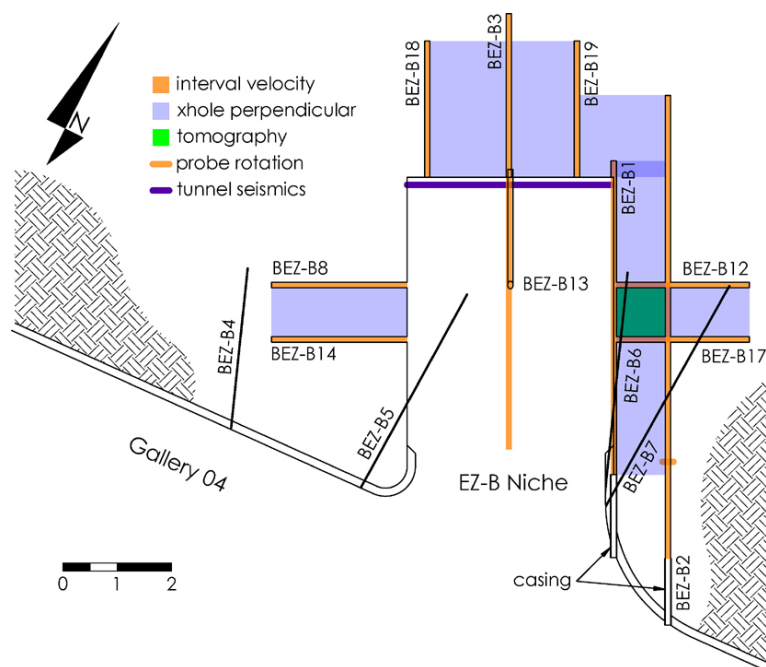 BEZ-B18
BEZ-B3
BEZ-B19
N
interval velocity
xhole perpendicular
tomography
probe rotation
tunnel seismics
BEZ-B1
BEZ-B8
BEZ-B12
BEZ-B13
BEZ-B4
BEZ-B14
BEZ-B6
BEZ-B17
BEZ-B5
BEZ-B7
Gallery 04
EZ-B Niche
casing
BEZ-B2
0 1 2